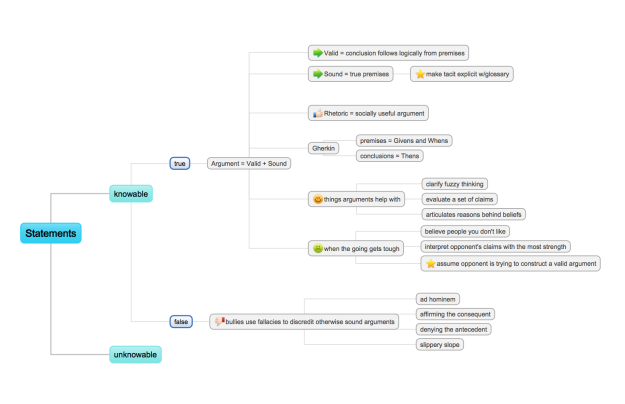 Valid = conclusion follows logically from premises
Sound = true premises
make tacit explicit w/glossary
Rhetoric = socially useful argument
premises = Givens and Whens
Gherkin
conclusions = Thens
true
Argument = Valid + Sound
clarify fuzzy thinking
knowable
things arguments help with
evaluate a set of claims
articulates reasons behind beliefs
believe people you don't like
Statements
when the going gets tough
interpret opponent's claims with the most strength
assume opponent is trying to construct a valid argument
ad hominem
false
bullies use fallacies to discredit otherwise sound arguments
affirming the consequent
denying the antecedent
slippery slope
unknowable